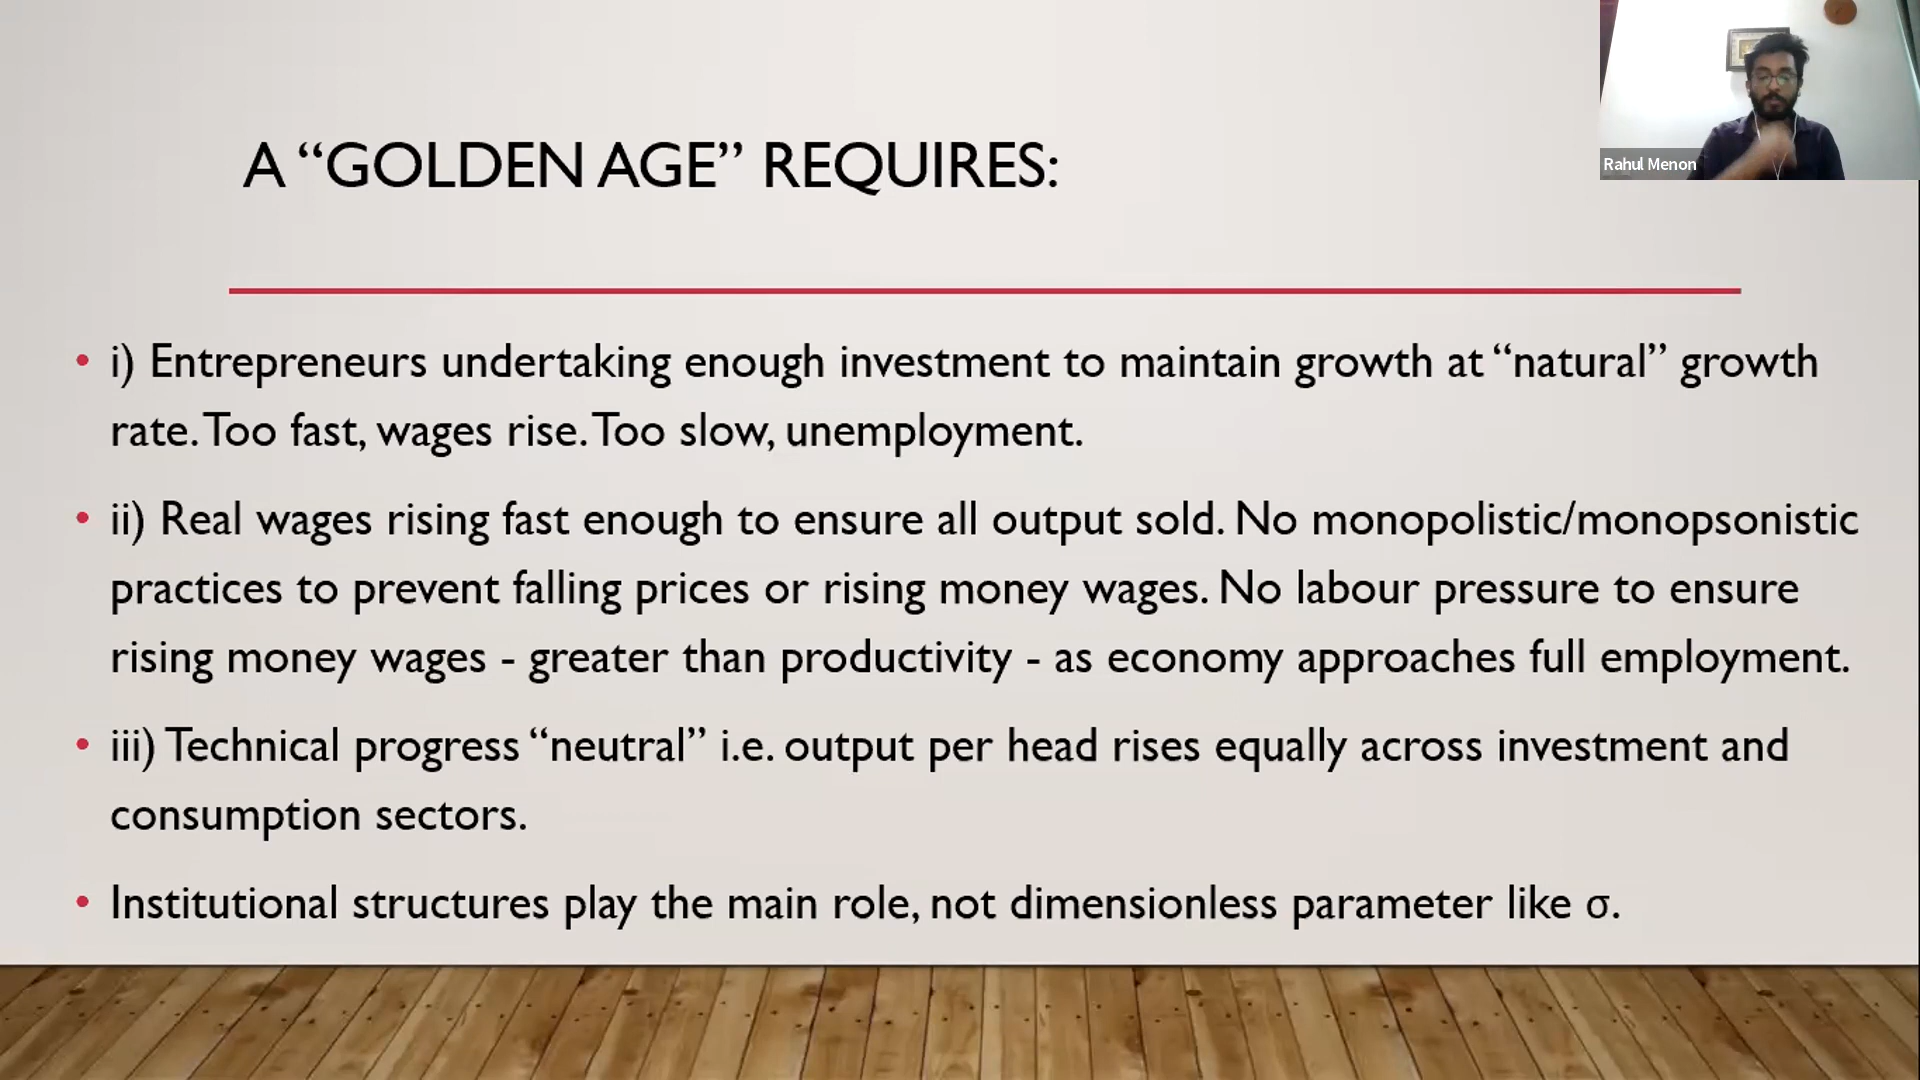 A “GOLDEN AGE” REQUIRES:
Rahul Menon
• i) Entrepreneurs undertaking enough investment to maintain growth at “natural” growth
rate. Too fast, wages rise. Too slow, unemployment.
• ii) Real wages rising fast enough to ensure all output sold. No monopolistic/monopsonistic
practices to prevent falling prices or rising money wages. No labour pressure to ensure
rising money wages - greater than productivity - as economy approaches full employment.
• iii) Technical progress “neutral” i.e. output per head rises equally across investment and
consumption sectors.
• Institutional structures play the main role, not dimensionless parameter like σ.